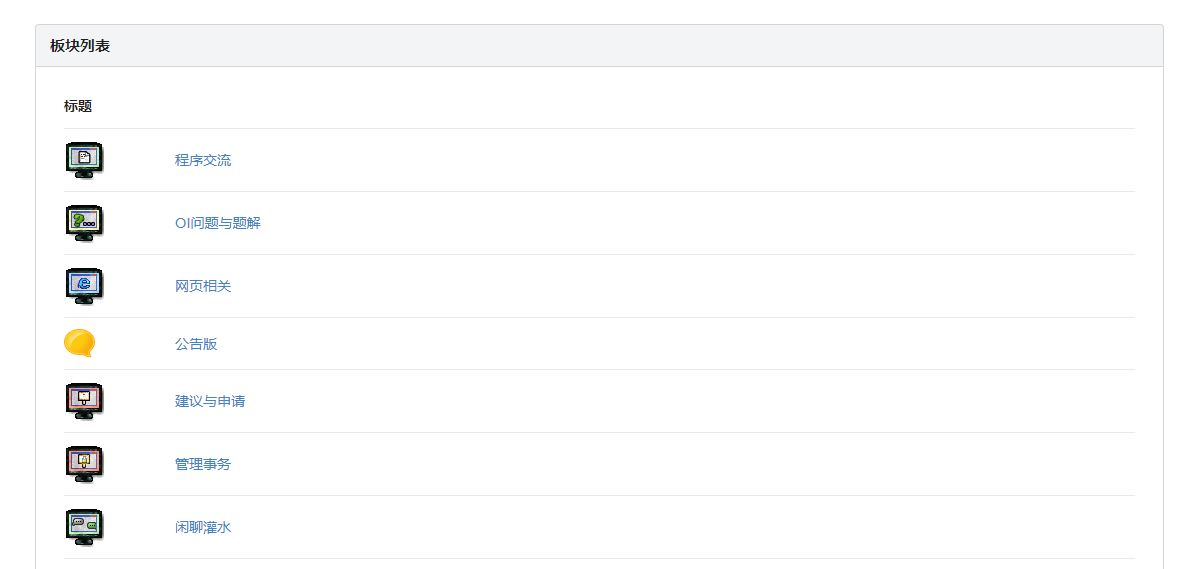 板块列表
标题
程序交流
OI问题与题解
网页相关
公告版
建议与申请
管理事务
闲聊灌水